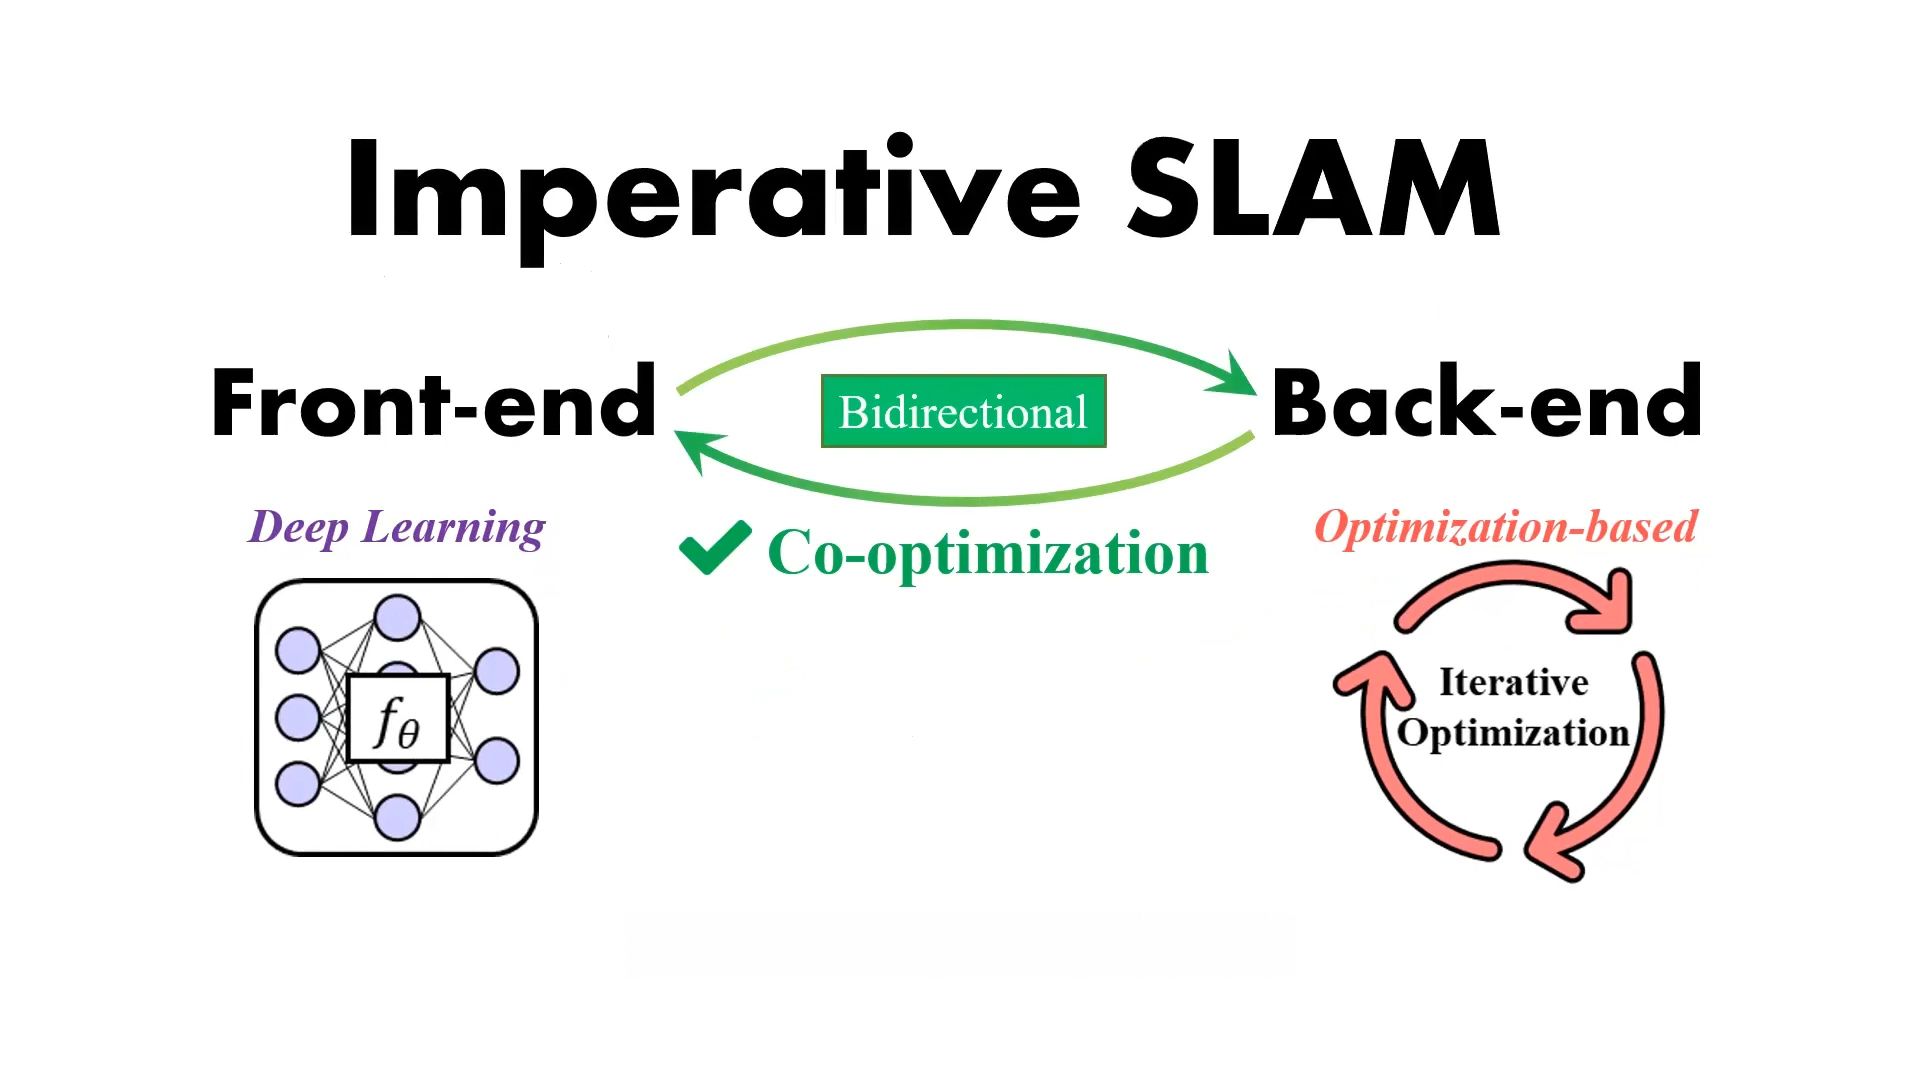 Imperative SLAM
Front-end
Bidirectional
Back-end
Deep Learning
Co-optimization
Optimization-based
fθ
Iterative
Optimization